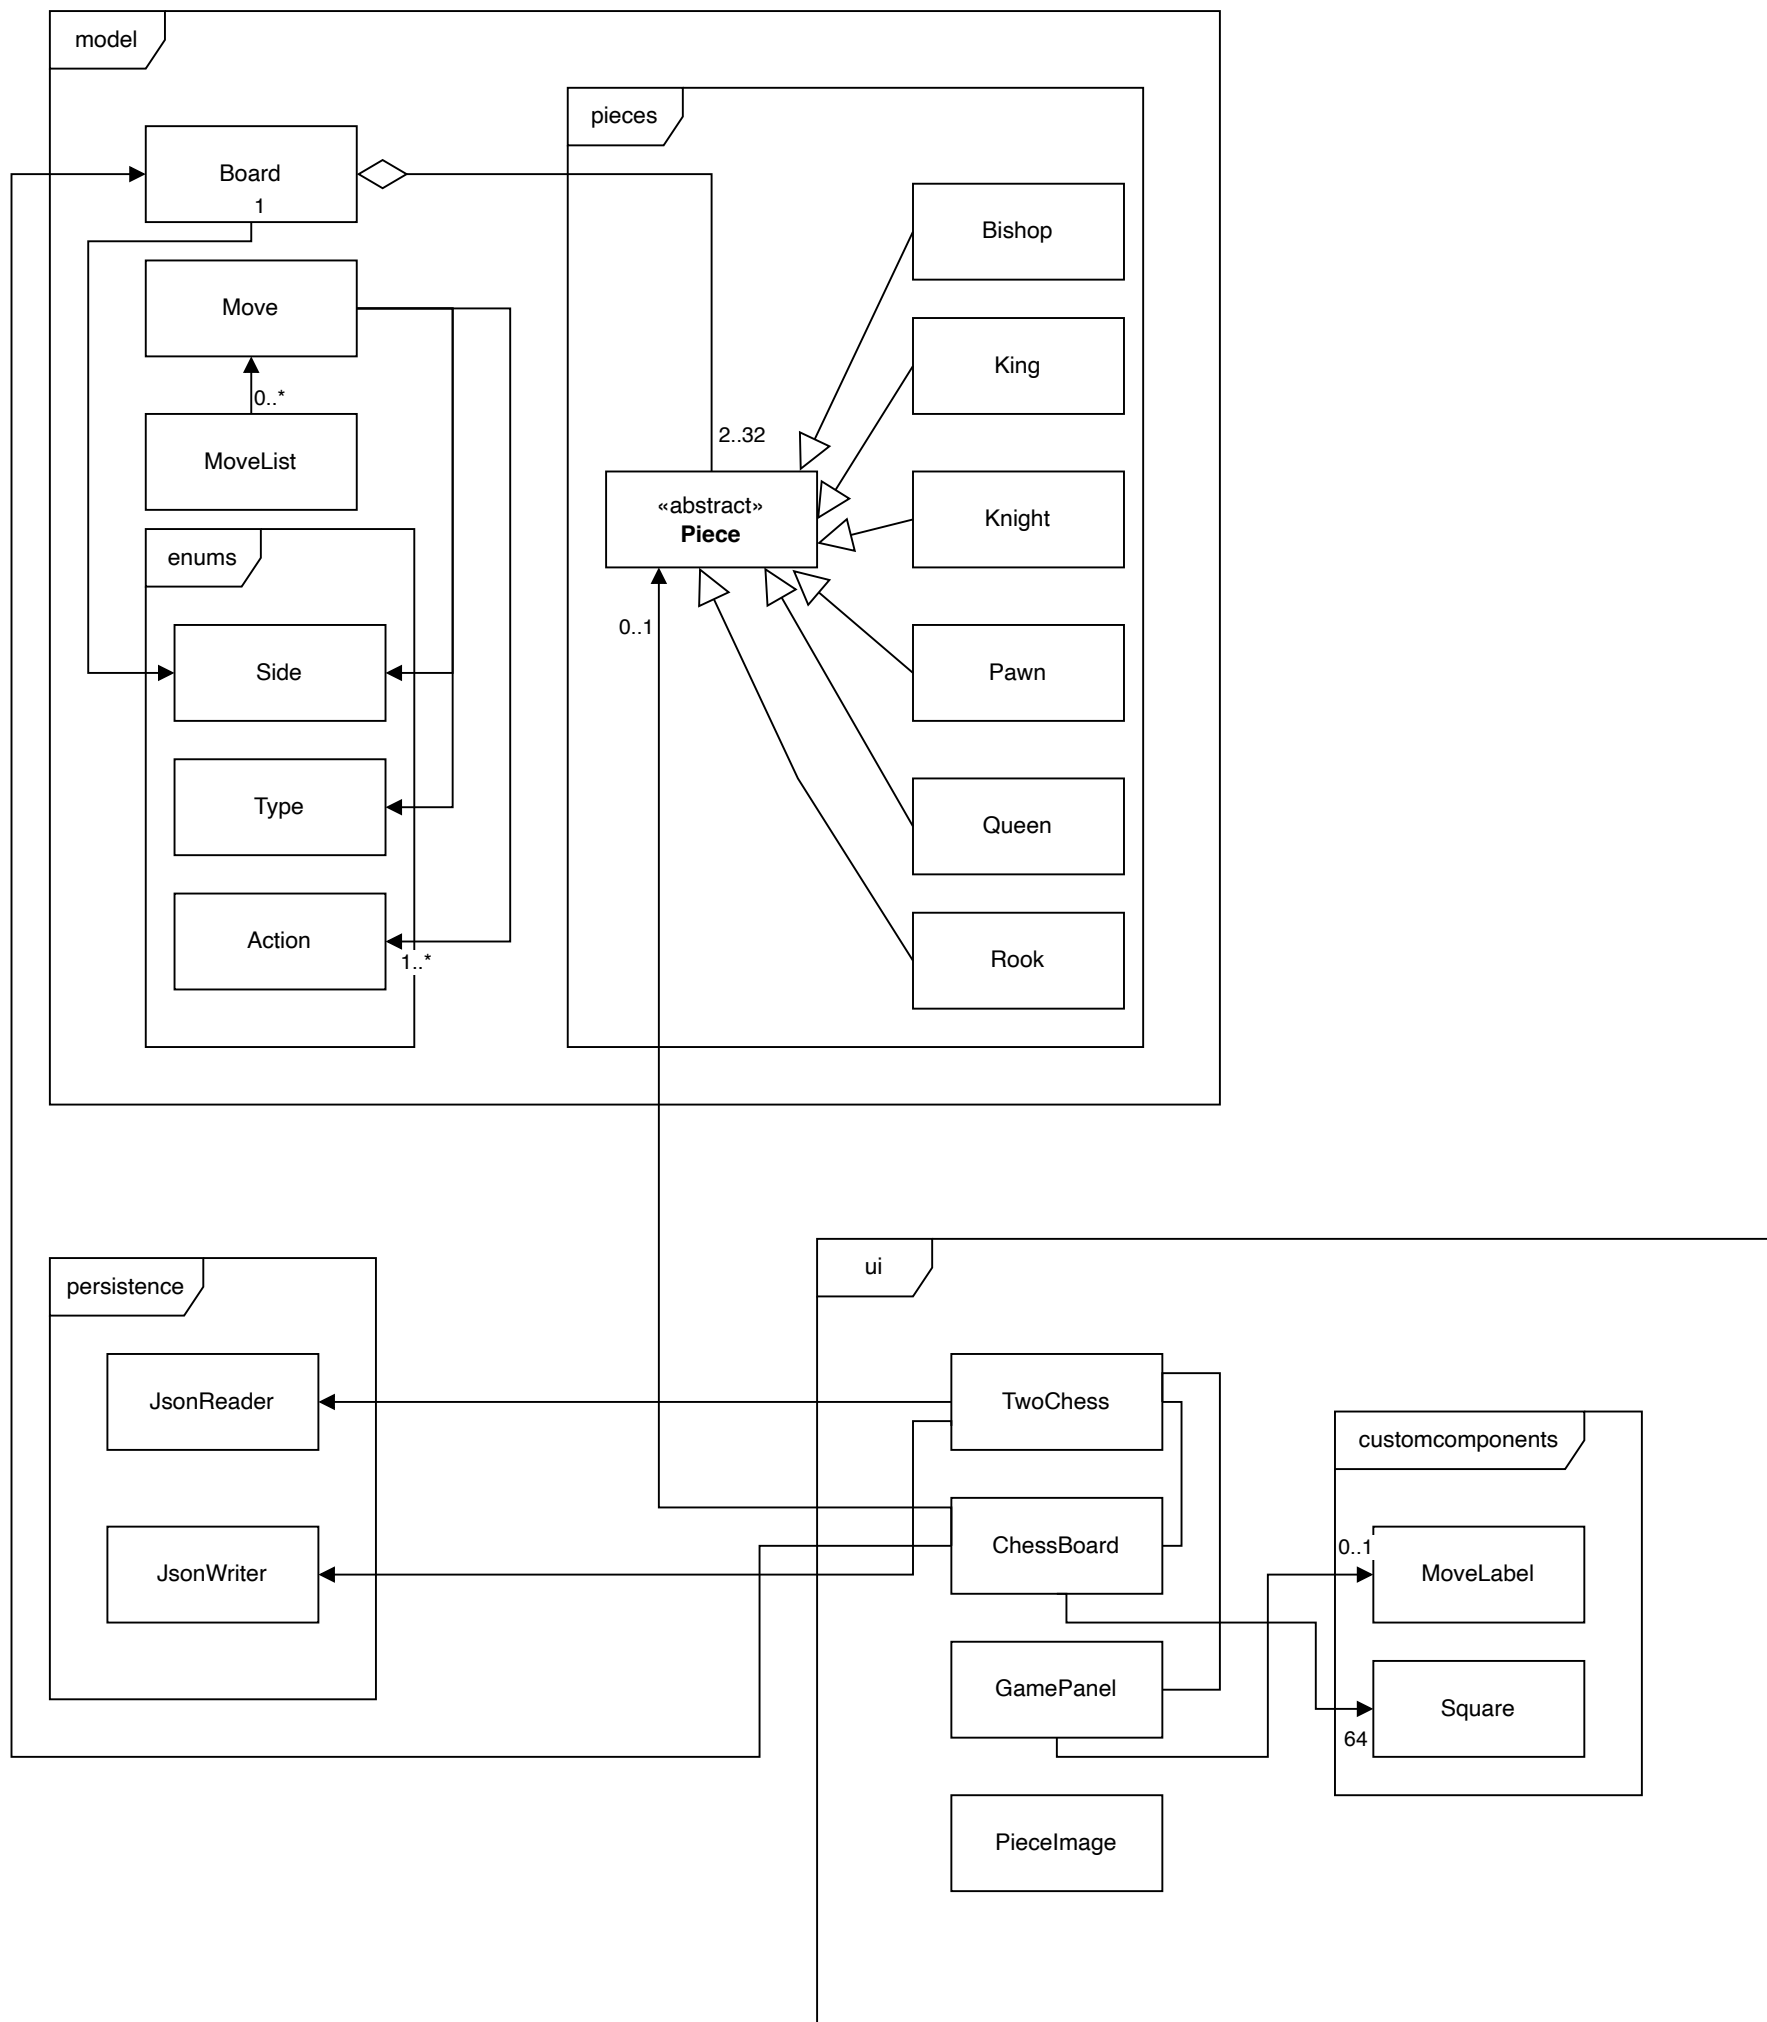 model
pieces
Board
1
Bishop
Move
King
0..*
2..32
MoveList
«abstract»
Piece
Knight
enums
0..1
Side
Pawn
Type
Queen
Action
1..*
Rook
persistence
ui
JsonReader
TwoChess
customcomponents
JsonWriter
ChessBoard
0..1
MoveLabel
GamePanel
Square
64
PieceImage